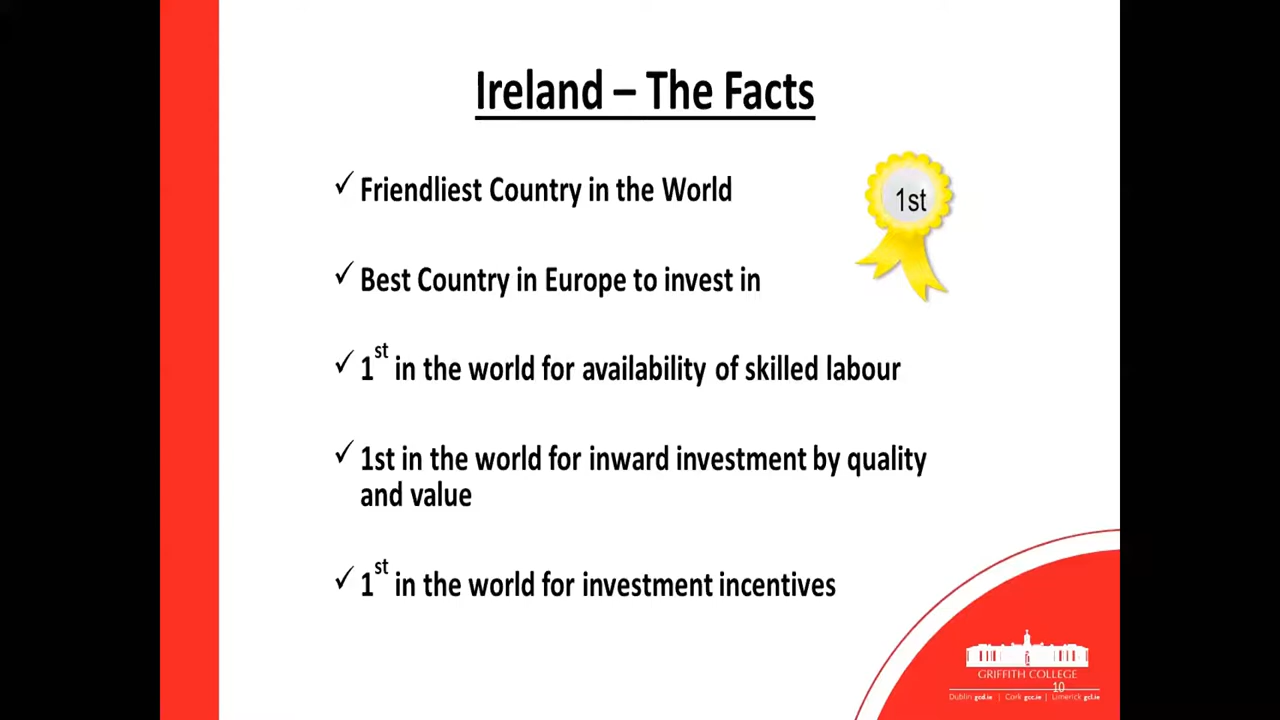 Ireland – The Facts
✓ Friendliest Country in the World
1st
✓ Best Country in Europe to invest in
✓ 1st in the world for availability of skilled labour
✓ 1st in the world for inward investment by quality
and value
✓ 1st in the world for investment incentives
GRIFFITH COLLEGE
10
Dublin gcd.ie | Cork gcc.ie | Limerick gcl.ie